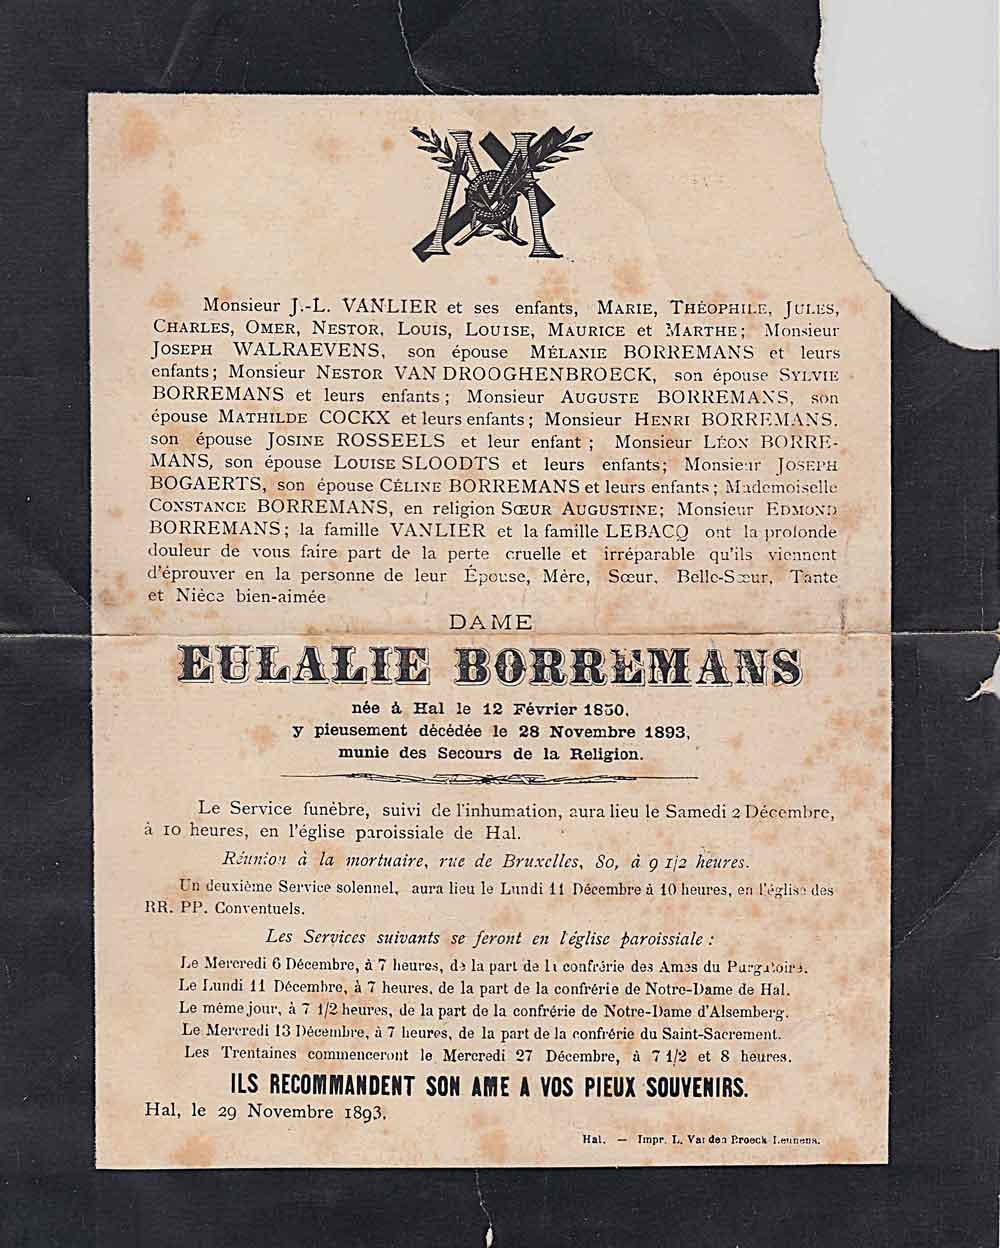 Monsieur J.-L. VANLIER et ses enfants, MARIE, THÉOPHILE, JULES,
CHARLES, OMER, NESTOR, LOUIS, LOUISE, MAURICE et MARTHE; Monsieur
JOSEPH WALRAEVENS, son épouse MÉLANIE BORREMANS et leurs
enfants; Monsieur NESTOR VAN DROOGHENBROECK, son épouse SYLVIE
BORREMANS et leurs enfants; Monsieur AUGUSTE BORREMANS, son
épouse MATHILDE COCKX et leurs enfants; Monsieur HENRI BORREMANS,
son épouse JOSINE ROSSEELS et leur enfant; Monsieur LÉON BORRE-
MANS, son épouse LOUISE SLOODTS et leurs enfants; Monsieur JOSEPH
BOGAERTS, son épouse CÉLINE BORREMANS et leurs enfants; Mademoiselle
CONSTANCE BORREMANS, en religion SŒUR AUGUSTINE; Monsieur EDMOND
BORREMANS; la famille VANLIER et la famille LEBACQ ont la profonde
douleur de vous faire part de la perte cruelle et irréparable qu'ils viennent
d'éprouver en la personne de leur Épouse, Mère, Sœur, Belle-Sœur, Tante
et Nièce bien-aimée
DAME
EULALIE BORREMANS
née à Hal le 12 Février 1850,
y pieusement décédée le 28 Novembre 1893,
munie des Secours de la Religion.
Le Service funèbre, suivi de l'inhumation, aura lieu le Samedi 2 Décembre,
à 10 heures, en l'église paroissiale de Hal.
Réunion à la mortuaire, rue de Bruxelles, 80, à 9 1/2 heures.
Un deuxième Service solennel, aura lieu le Lundi 11 Décembre à 10 heures, en l'église des
RR. PP. Conventuels.
Les Services suivants se feront en l'église paroissiale :
Le Mercredi 6 Décembre, à 7 heures, de la part de la confrérie des Ames du Purgatoire.
Le Lundi 11 Décembre, à 7 heures, de la part de la confrérie de Notre-Dame de Hal.
Le même jour, à 7 1/2 heures, de la part de la confrérie de Notre-Dame d'Alsemberg.
Le Mercredi 13 Décembre, à 7 heures, de la part de la confrérie du Saint-Sacrement.
Les Trentaines commenceront le Mercredi 27 Décembre, à 7 1/2 et 8 heures.
ILS RECOMMANDENT SON AME A VOS PIEUX SOUVENIRS.
Hal, le 29 Novembre 1893.
Hal. — Impr. L. Van den Broeck-Leunens.